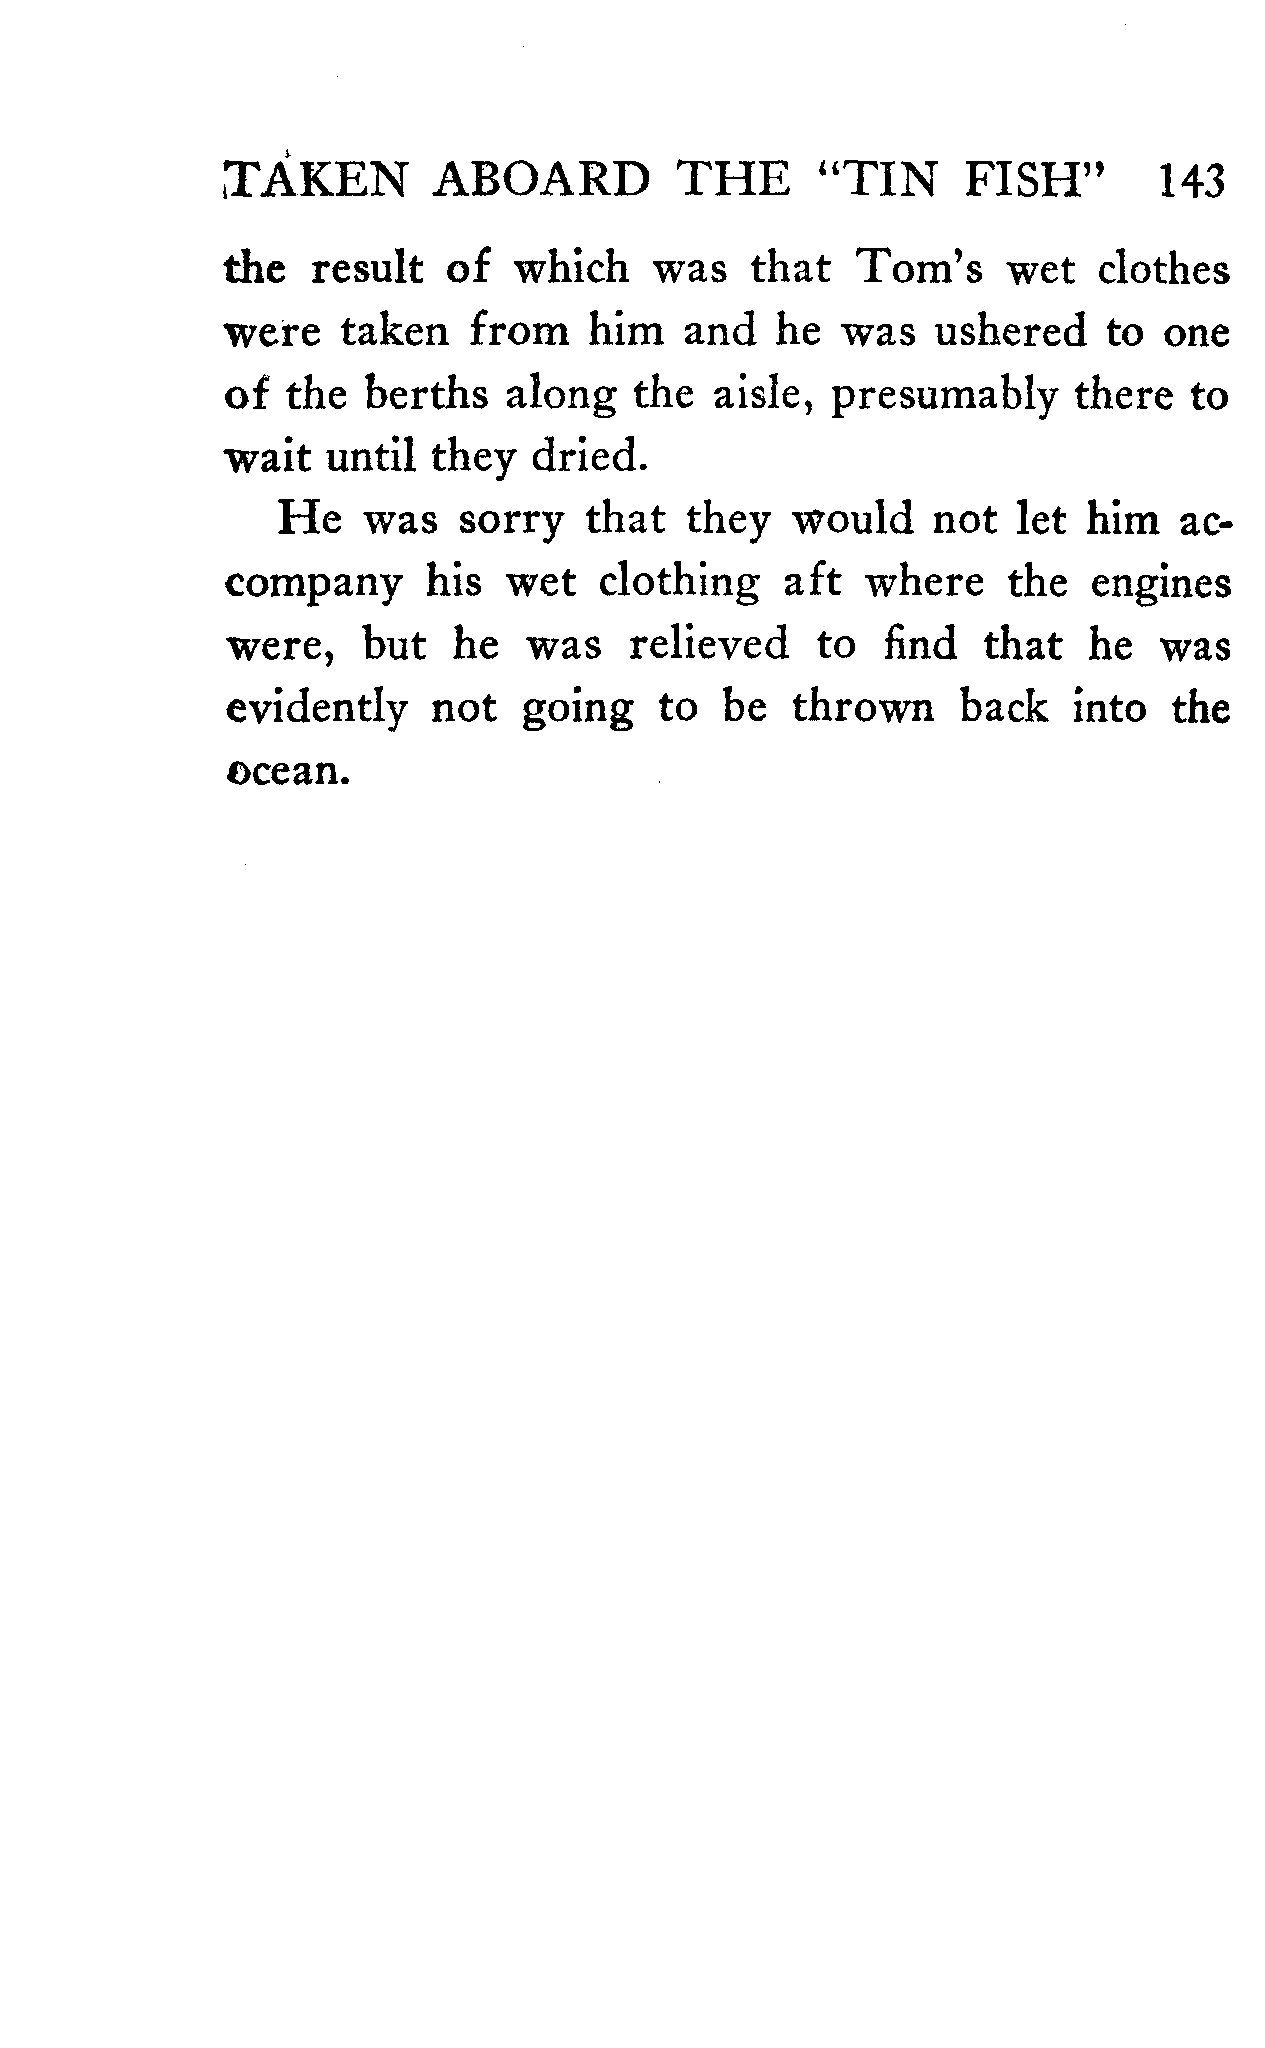 TAKEN ABOARD THE “TIN FISH” 143
the result of which was that Tom's wet clothes
were taken from him and he was ushered to one
of the berths along the aisle, presumably there to
wait until they dried.
He was sorry that they would not let him ac-
company his wet clothing aft where the engines
were, but he was relieved to find that he was
evidently not going to be thrown back into the
ocean.